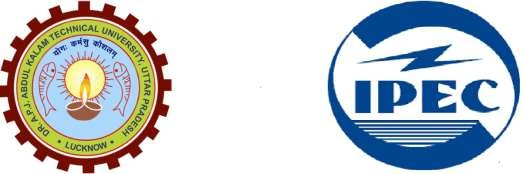 DR. A.P.J. ABDUL KALAM TECHNICAL UNIVERSITY, UTTAR PRADESH
योगः कर्मसु कौशलम्
* LUCKNOW *
IPEC